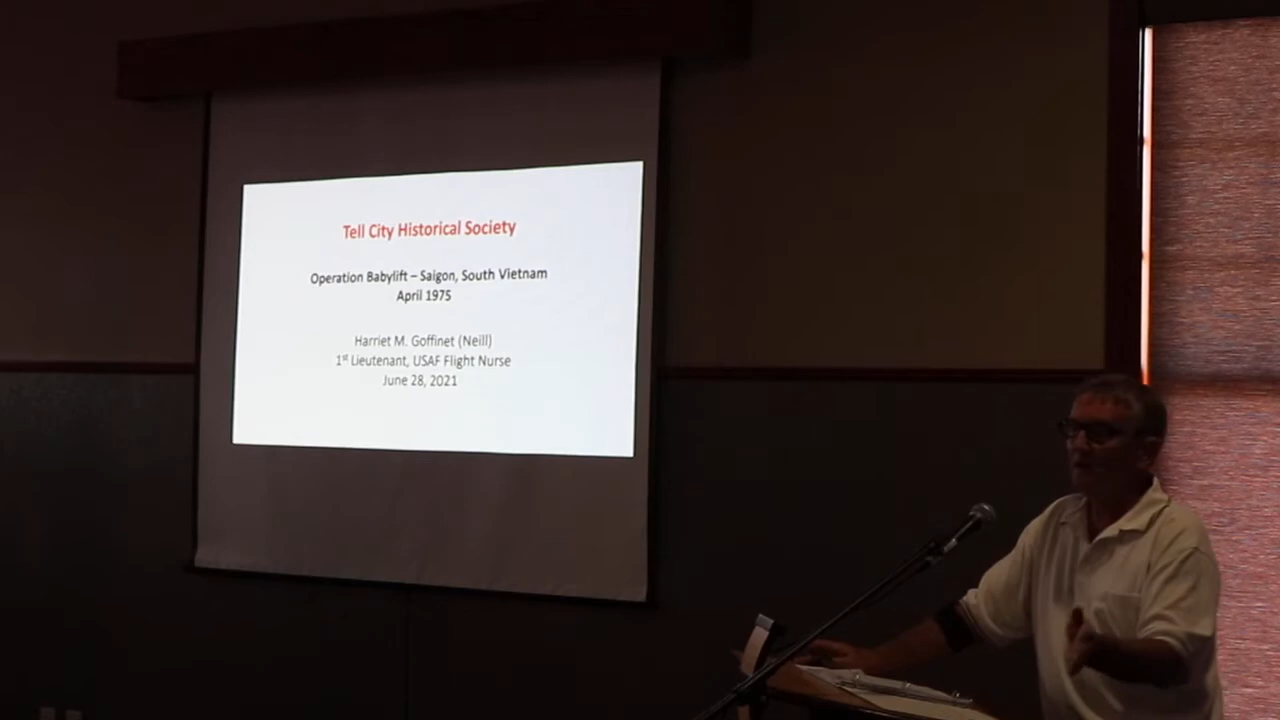 Tell City Historical Society
Operation Babylift – Saigon, South Vietnam
April 1975
Harriet M. Goffinet (Neill)
1st Lieutenant, USAF Flight Nurse
June 28, 2021